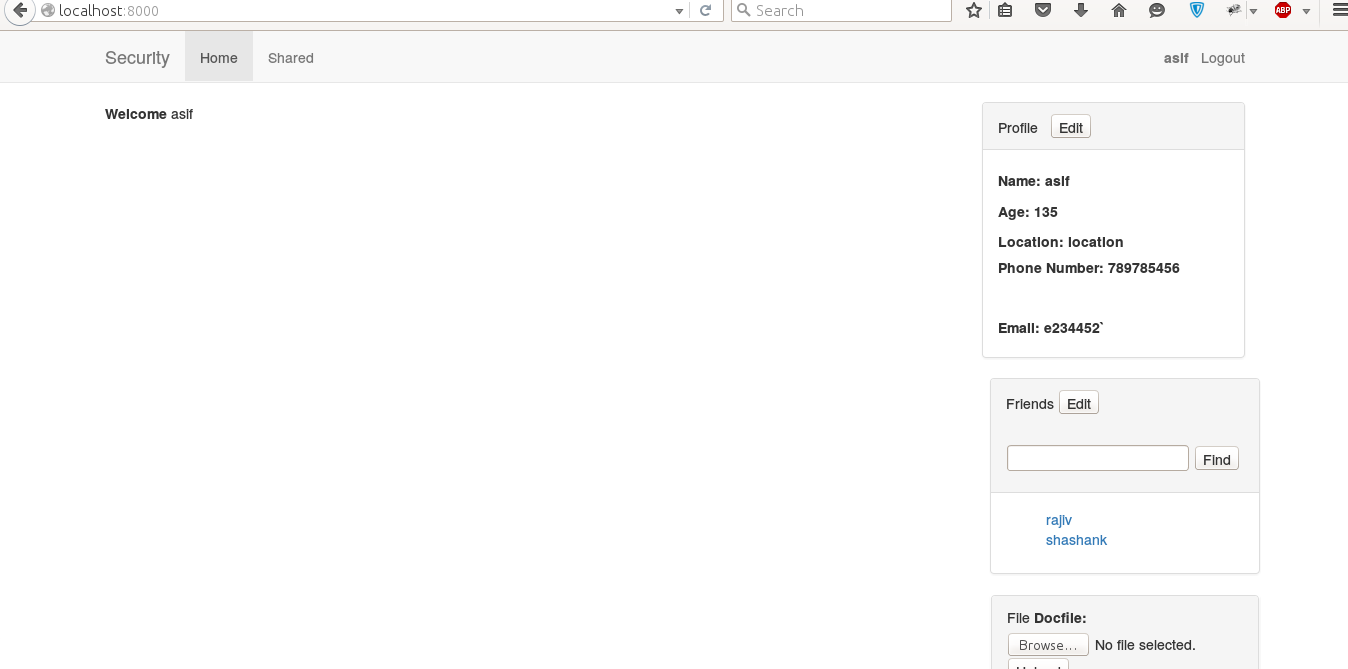 localhost:8000
Search
ABP
Security Home Shared asif Logout
Welcome asif
Profile Edit
Name: asif
Age: 135
Location: location
Phone Number: 789785456
Email: e234452`
Friends Edit
Find
rajiv
shashank
File Docfile:
Browse... No file selected.